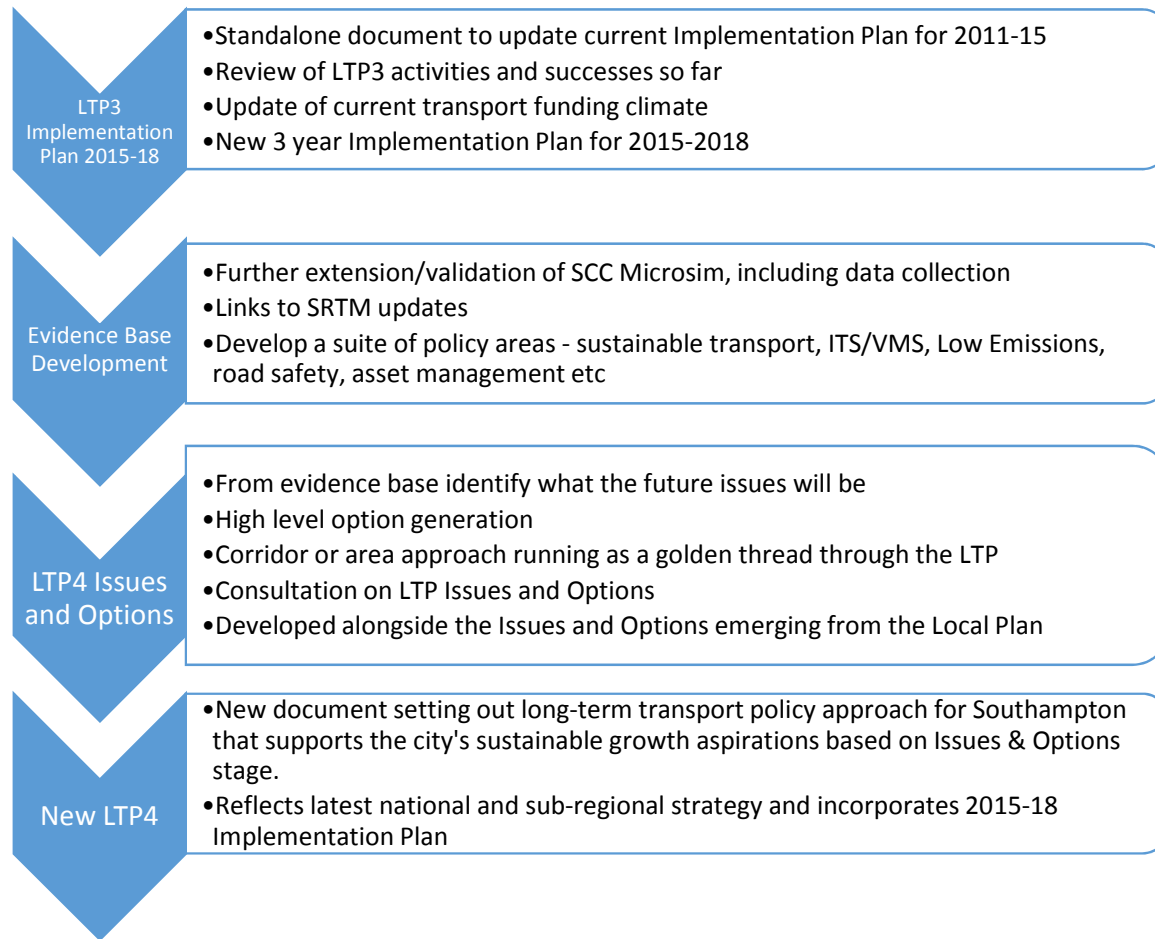 LTP3
Implementation
Plan 2015-18
•Standalone document to update current Implementation Plan for 2011-15
•Review of LTP3 activities and successes so far
•Update of current transport funding climate
•New 3 year Implementation Plan for 2015-2018
Evidence Base
Development
•Further extension/validation of SCC Microsim, including data collection
•Links to SRTM updates
•Develop a suite of policy areas - sustainable transport, ITS/VMS, Low Emissions,
road safety, asset management etc
LTP4 Issues
and Options
•From evidence base identify what the future issues will be
•High level option generation
•Corridor or area approach running as a golden thread through the LTP
•Consultation on LTP Issues and Options
•Developed alongside the Issues and Options emerging from the Local Plan
New LTP4
•New document setting out long-term transport policy approach for Southampton
that supports the city's sustainable growth aspirations based on Issues & Options
stage.
•Reflects latest national and sub-regional strategy and incorporates 2015-18
Implementation Plan